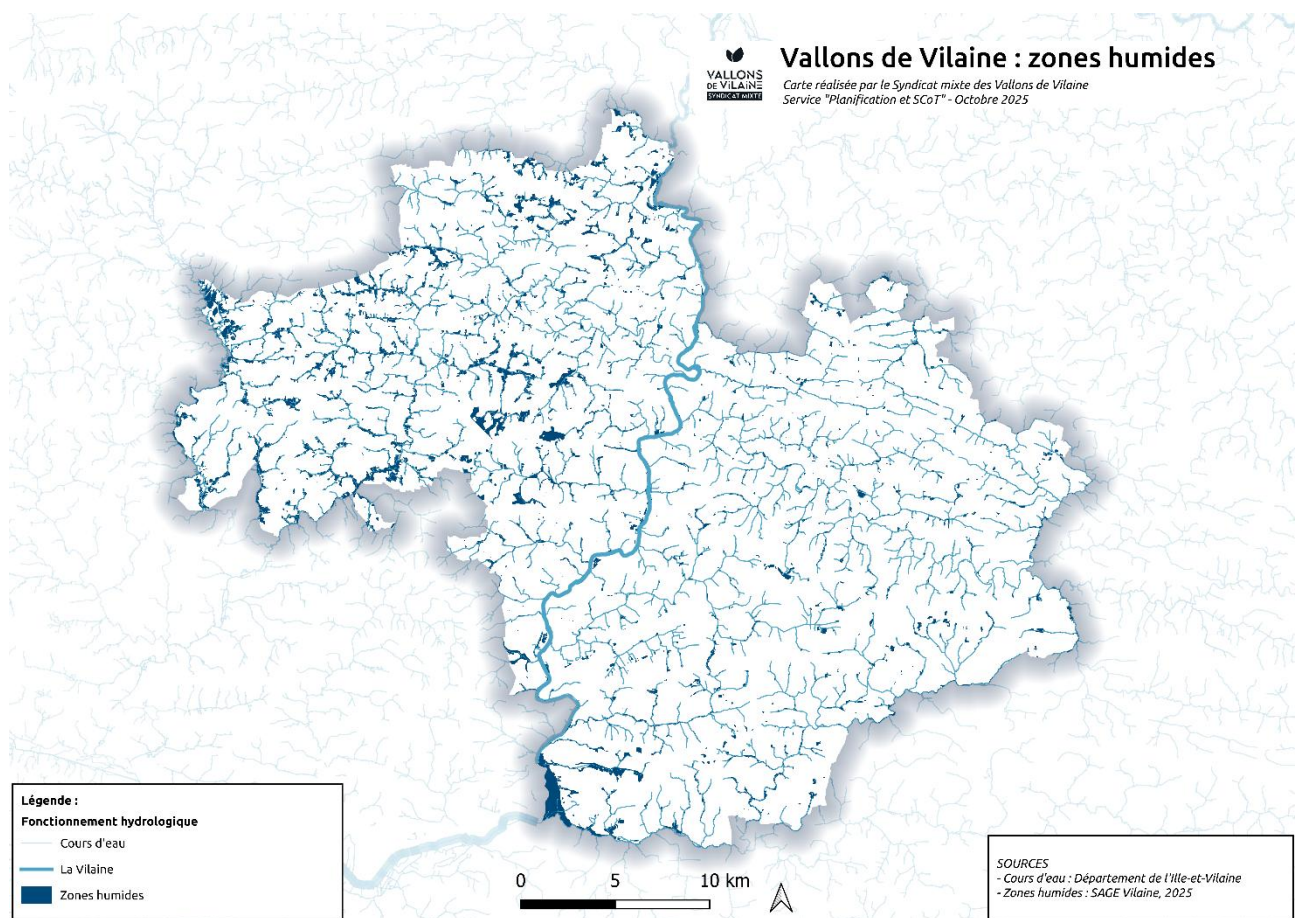 VALLONS
DE VILAINE
SYNDICAT MIXTE
Vallons de Vilaine : zones humides
Carte réalisée par le Syndicat mixte des Vallons de Vilaine
Service "Planification et SCoT" - Octobre 2025
Légende :
Fonctionnement hydrologique
Cours d'eau
La Vilaine
Zones humides
0 5 10 km
SOURCES
- Cours d'eau : Département de l'Ille-et-Vilaine
- Zones humides : SAGE Vilaine, 2025